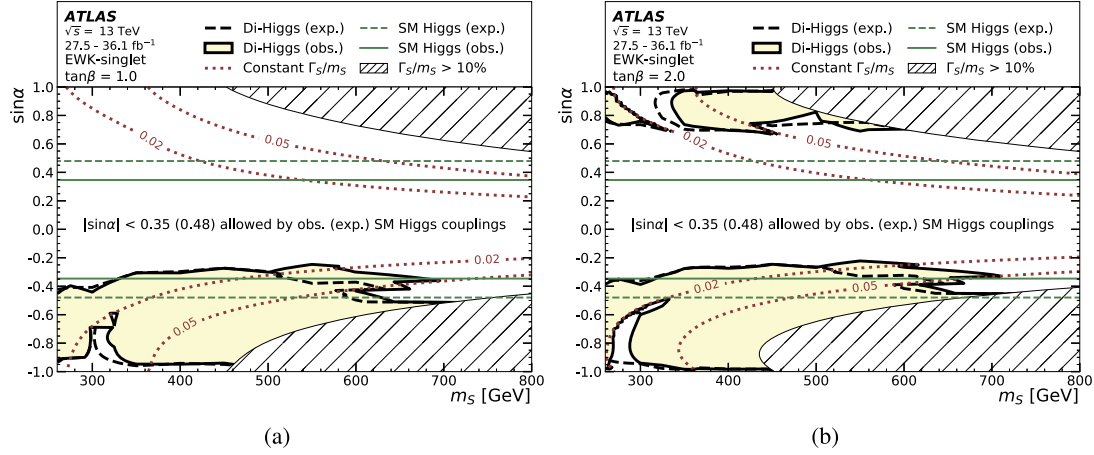 ATLAS
√s = 13 TeV
27.5 - 36.1 fb⁻¹
EWK-singlet
tanβ = 1.0
Di-Higgs (exp.)
Di-Higgs (obs.)
Constant Γ_S/m_S
SM Higgs (exp.)
SM Higgs (obs.)
Γ_S/m_S > 10%
sinα
1.0
0.8
0.6
0.4
0.2
0.0
-0.2
-0.4
-0.6
-0.8
-1.0
0.02
0.05
|sinα| < 0.35 (0.48) allowed by obs. (exp.) SM Higgs couplings
0.02
0.05
300 400 500 600 700 800
m_S [GeV]
(a)
ATLAS
√s = 13 TeV
27.5 - 36.1 fb⁻¹
EWK-singlet
tanβ = 2.0
Di-Higgs (exp.)
Di-Higgs (obs.)
Constant Γ_S/m_S
SM Higgs (exp.)
SM Higgs (obs.)
Γ_S/m_S > 10%
sinα
1.0
0.8
0.6
0.4
0.2
0.0
-0.2
-0.4
-0.6
-0.8
-1.0
0.02
0.05
|sinα| < 0.35 (0.48) allowed by obs. (exp.) SM Higgs couplings
0.02
0.05
300 400 500 600 700 800
m_S [GeV]
(b)